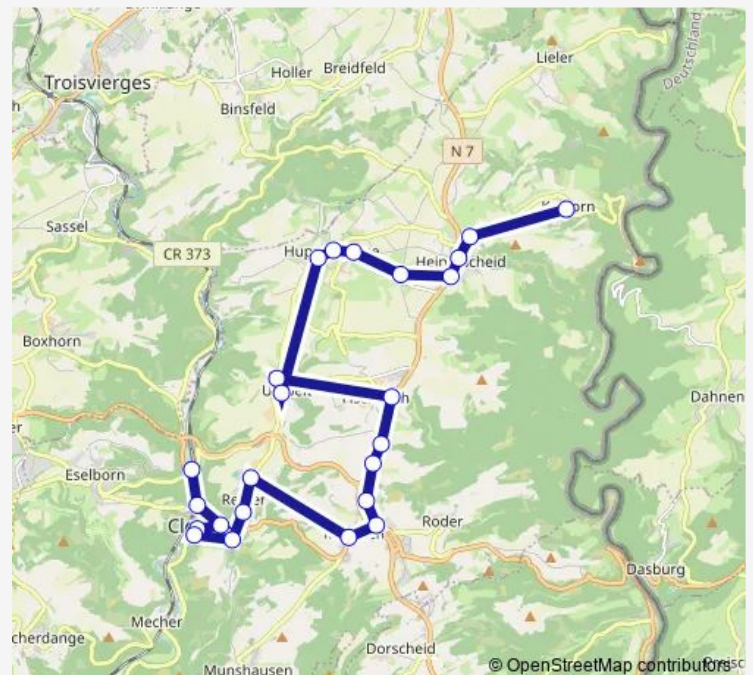 Troisvierges
Holler
Breidfeld
Lieler
Deutschland
Binsfeld
N 7
Sassel
CR 373
Boxhorn
Dahnen
Eselborn
Roder
Dasburg
Mecher
Dorscheid
Munshausen
© OpenStreetMap contributors